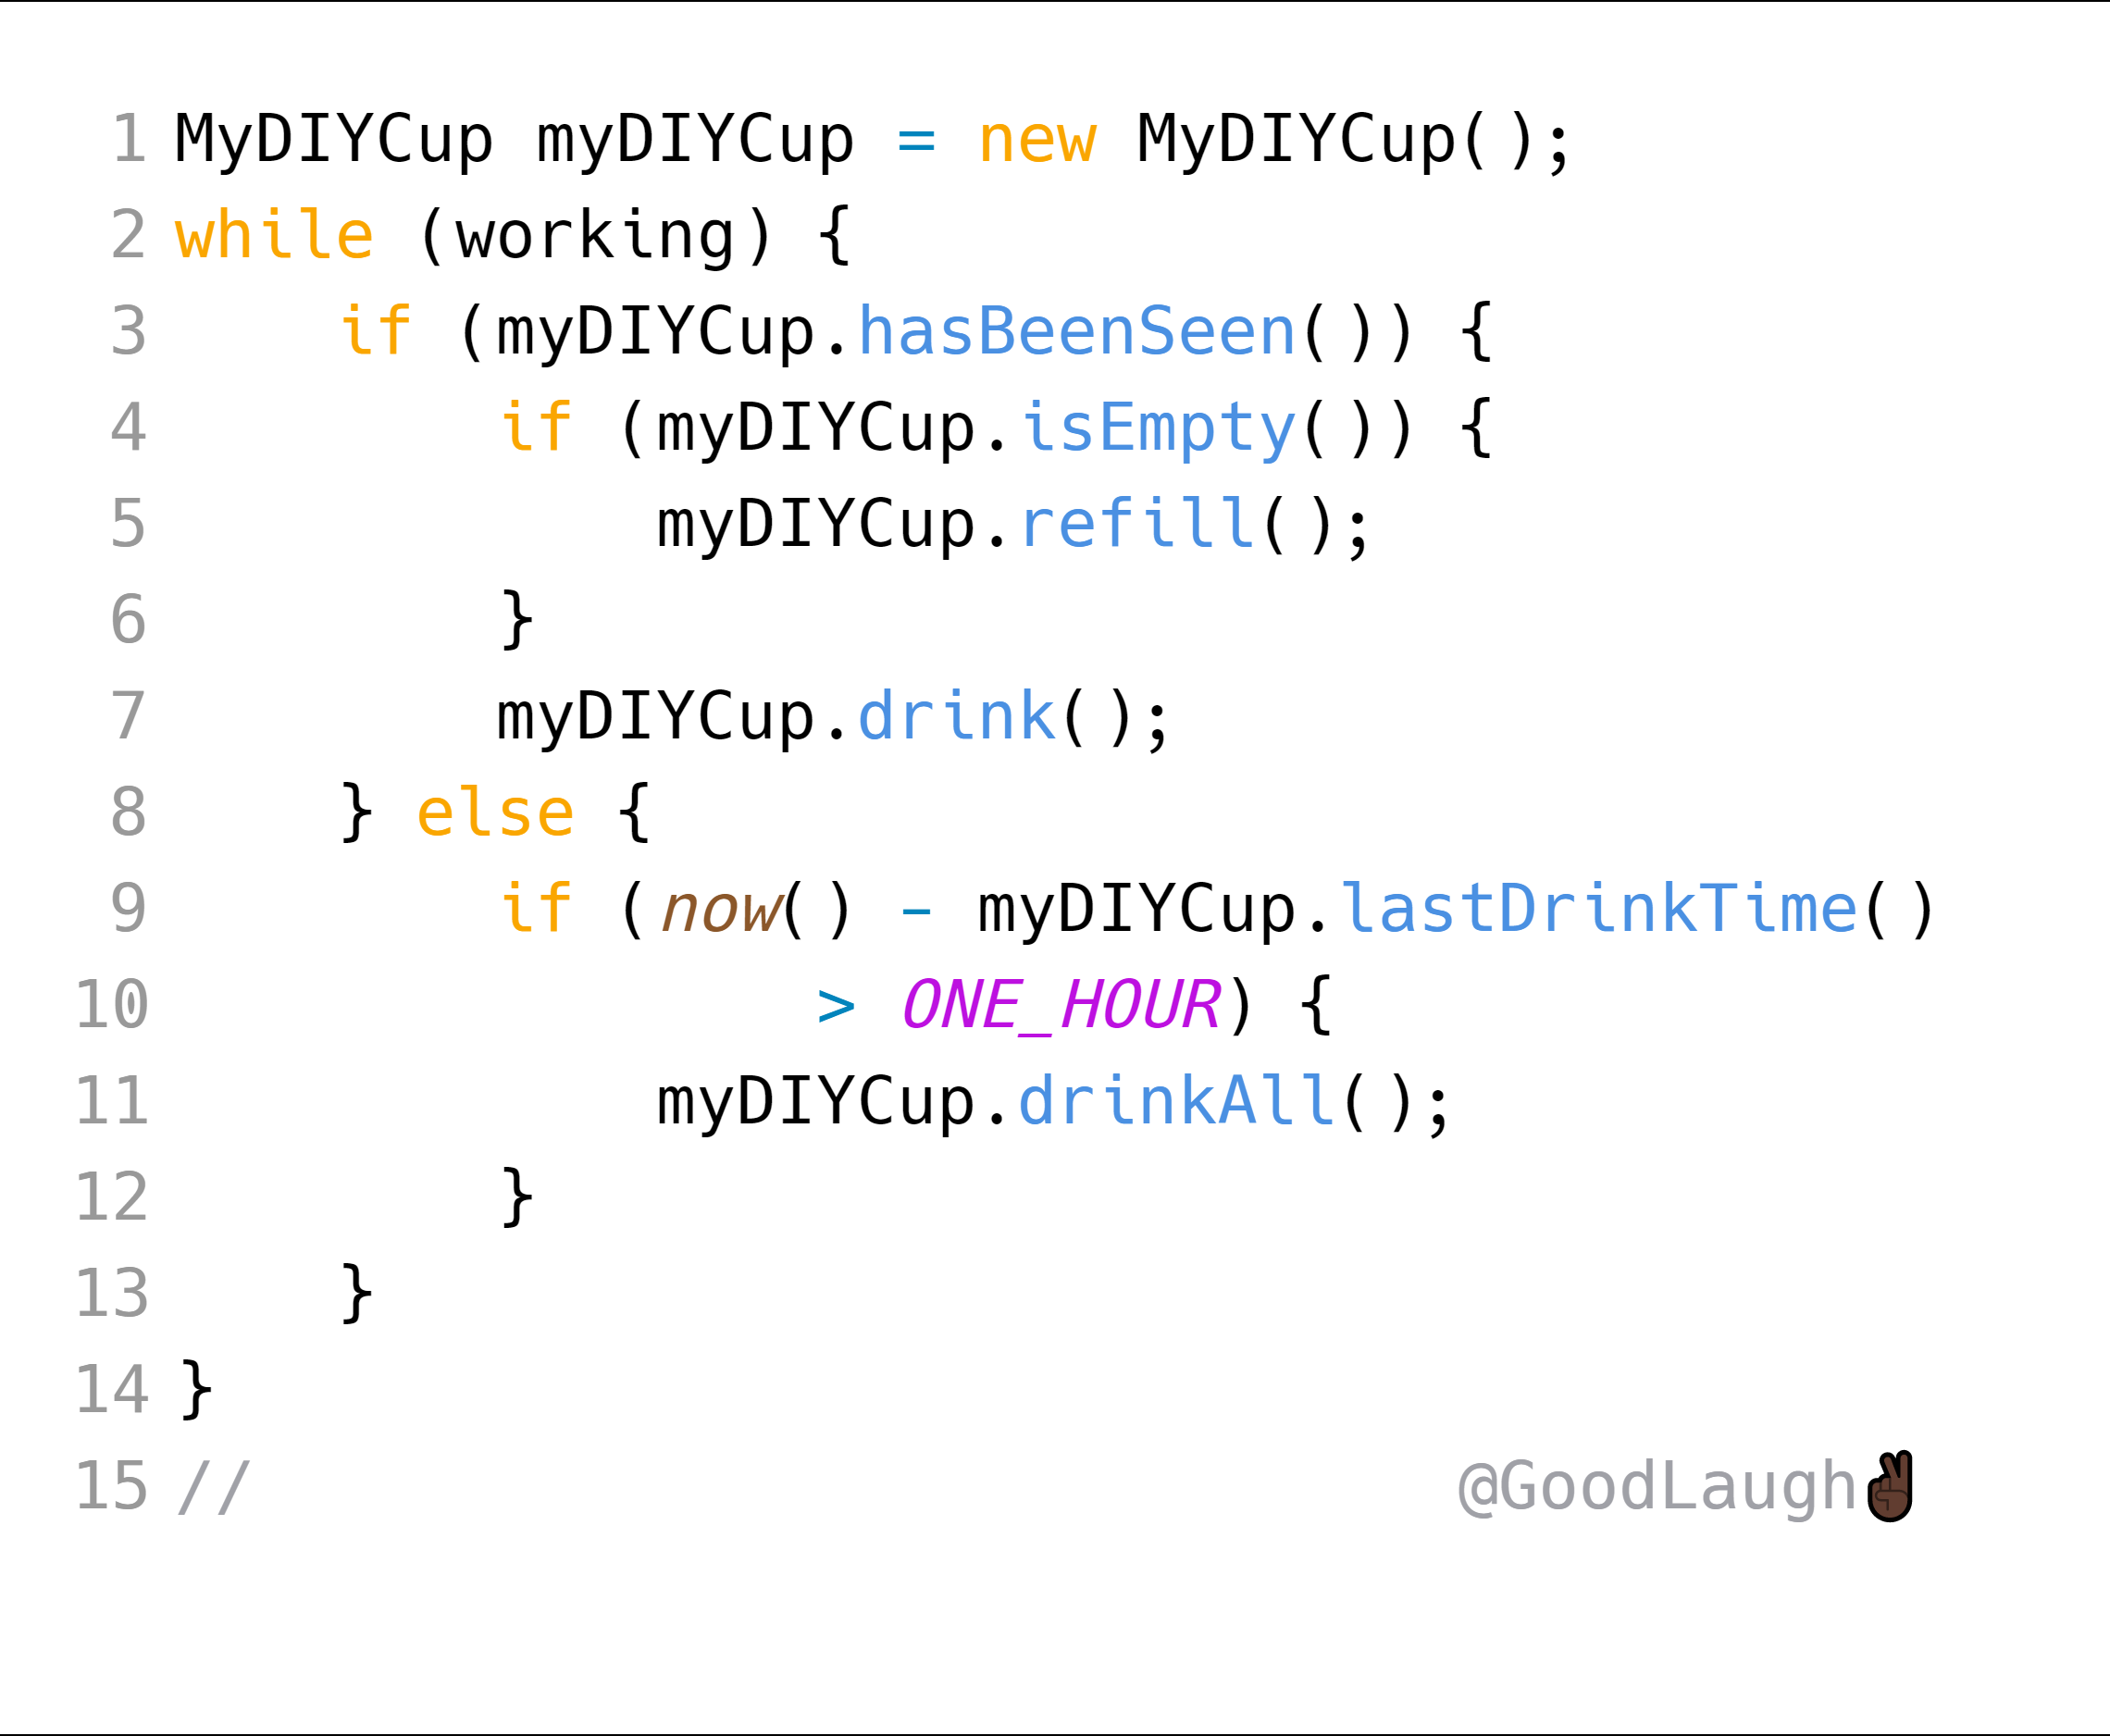 1 MyDIYCup myDIYCup = new MyDIYCup();
2 while (working) {
3     if (myDIYCup.hasBeenSeen()) {
4         if (myDIYCup.isEmpty()) {
5             myDIYCup.refill();
6         }
7         myDIYCup.drink();
8     } else {
9         if (now() - myDIYCup.lastDrinkTime()
10                 > ONE_HOUR) {
11             myDIYCup.drinkAll();
12         }
13     }
14 }
15 //                              @GoodLaugh✌🏿